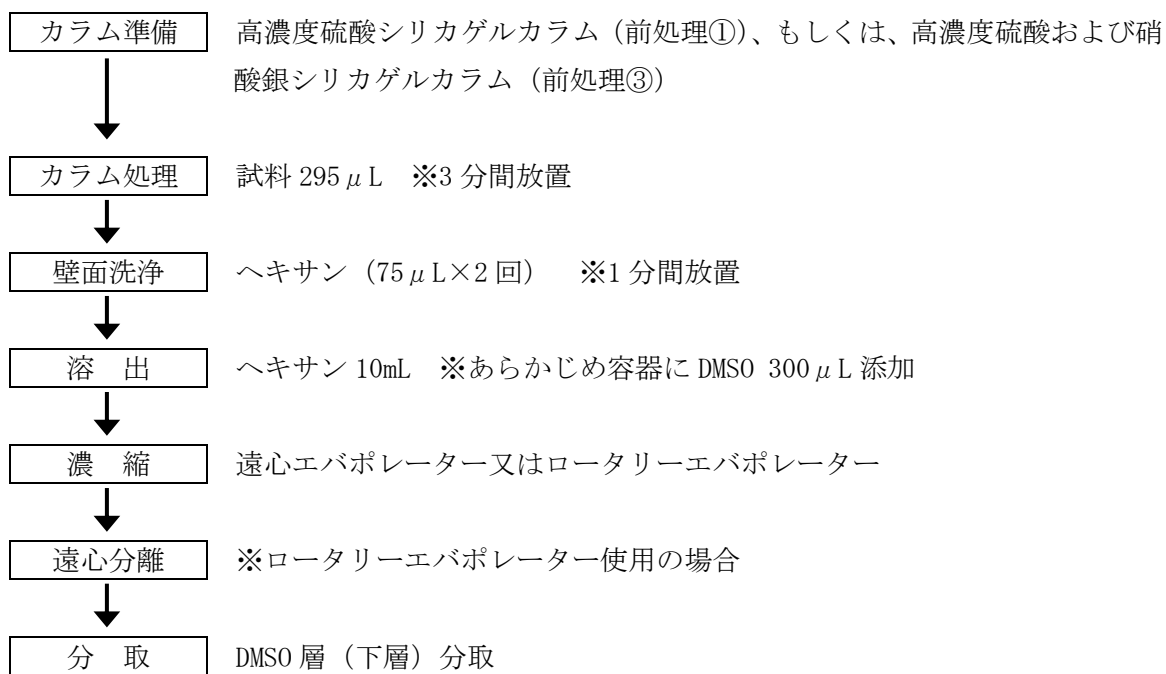 カラム準備 高濃度硫酸シリカゲルカラム（前処理①）、もしくは、高濃度硫酸および硝
酸銀シリカゲルカラム（前処理③）
カラム処理 試料 295μL ※3 分間放置
壁面洗浄 ヘキサン（75μL×2 回） ※1 分間放置
溶 出 ヘキサン 10mL ※あらかじめ容器に DMSO 300μL 添加
濃 縮 遠心エバポレーター又はロータリーエバポレーター
遠心分離 ※ロータリーエバポレーター使用の場合
分 取 DMSO 層（下層）分取